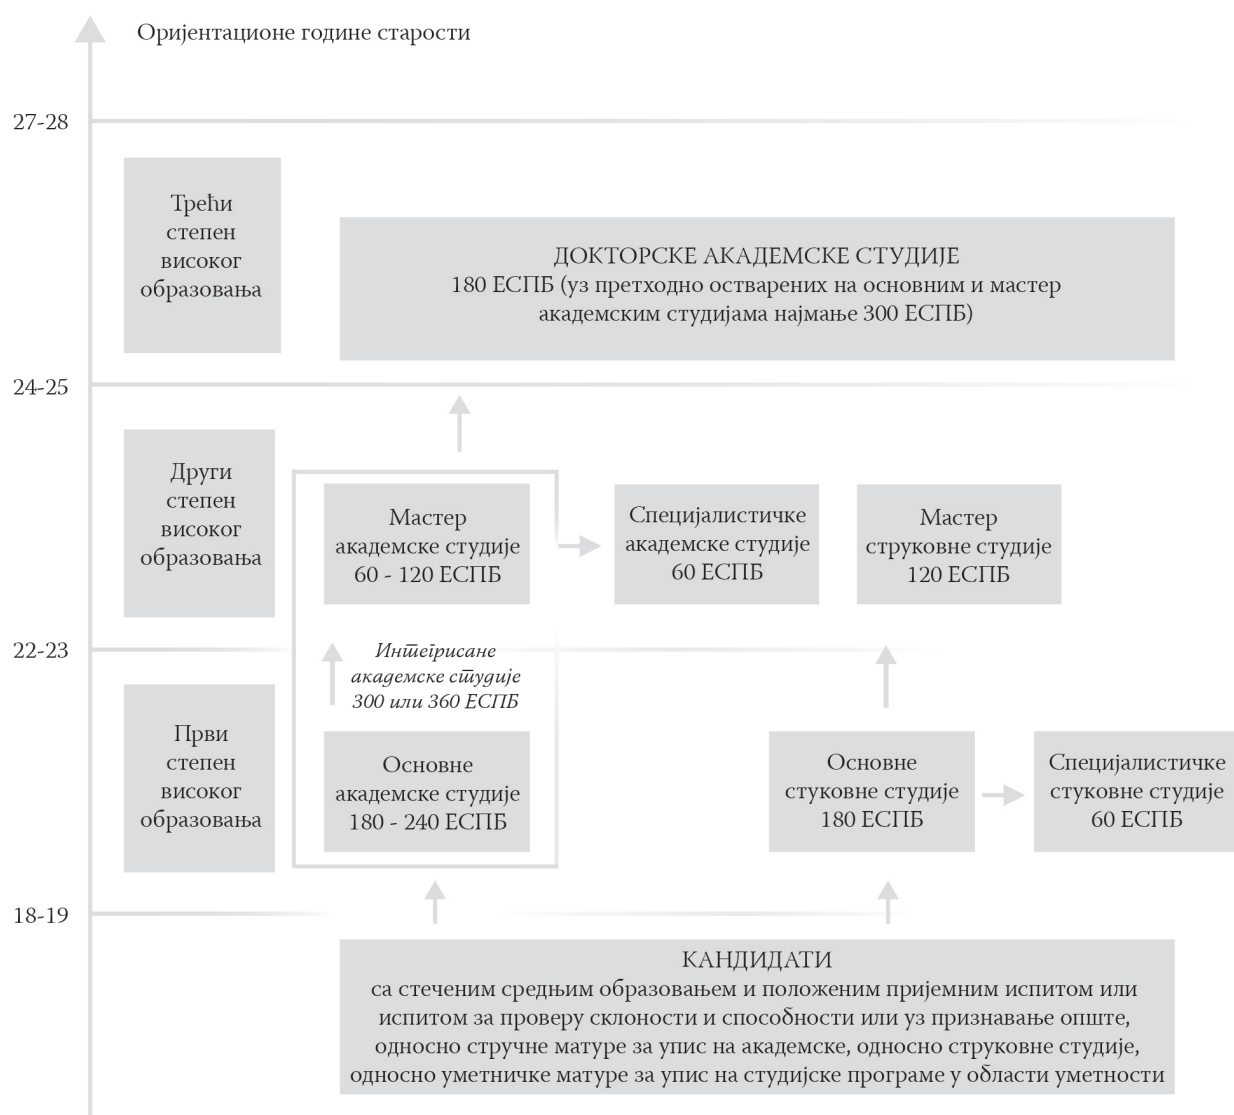 Оријентационе године старости
27-28
Трећи
степен
високог
образовања
ДОКТОРСКЕ АКАДЕМСКЕ СТУДИЈЕ
180 ЕСПБ (уз претходно остварених на основним и мастер
академским студијама најмање 300 ЕСПБ)
24-25
Други
степен
високог
образовања
Мастер
академске студије
60 - 120 ЕСПБ
Специјалистичке
академске студије
60 ЕСПБ
Мастер
струковне студије
120 ЕСПБ
22-23
Интегрисане
академске студије
300 или 360 ЕСПБ
Први
степен
високог
образовања
Основне
академске студије
180 - 240 ЕСПБ
Основне
стуковне студије
180 ЕСПБ
Специјалистичке
стуковне студије
60 ЕСПБ
18-19
КАНДИДАТИ
са стеченим средњим образовањем и положеним пријемним испитом или
испитом за проверу склоности и способности или уз признавање опште,
односно стручне матуре за упис на академске, односно струковне студије,
односно уметничке матуре за упис на студијске програме у области уметности